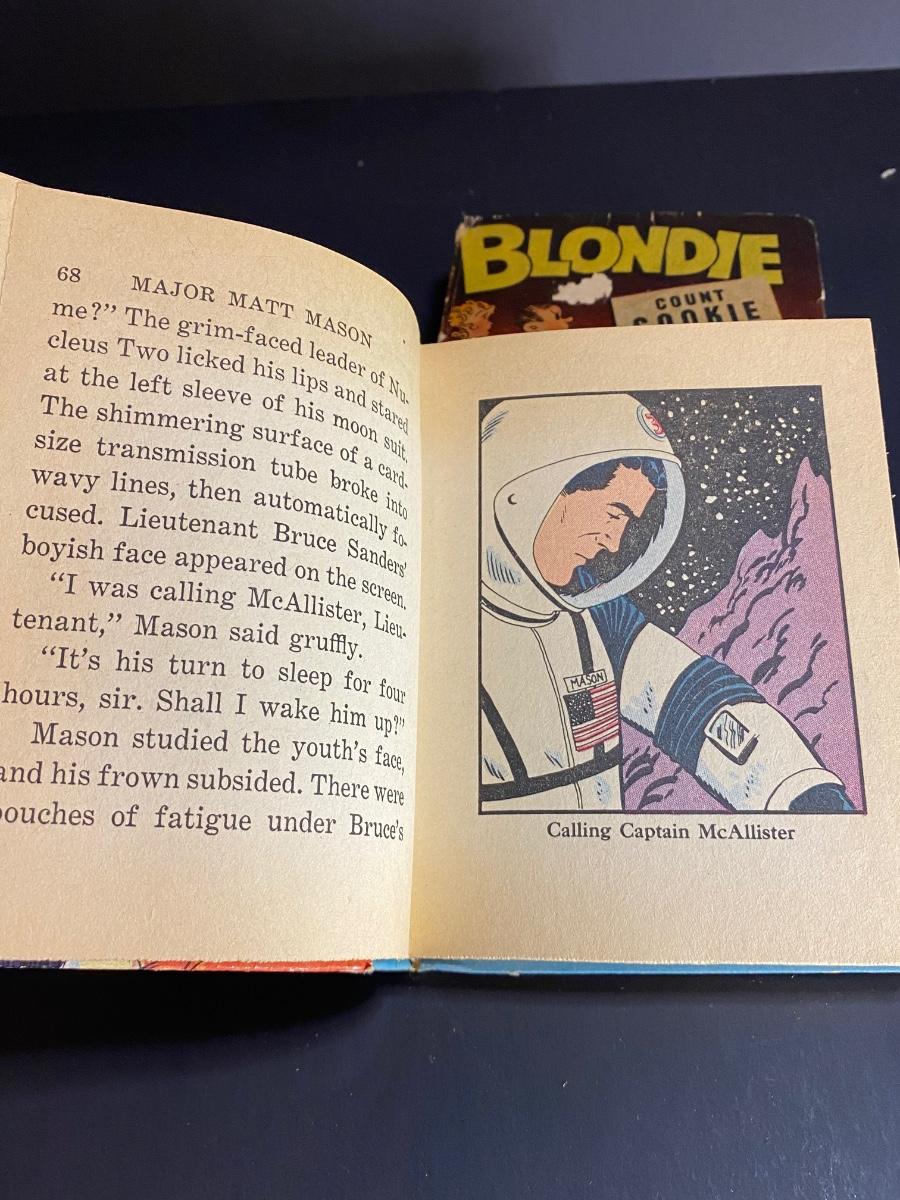 BLONDIE
COUNT
COOKIE
68 MAJOR MATT MASON
me?” The grim-faced leader of Nu-
cleus Two licked his lips and stared
at the left sleeve of his moon suit.
The shimmering surface of a card-
size transmission tube broke into
wavy lines, then automatically fo-
cused. Lieutenant Bruce Sanders’
boyish face appeared on the screen.
“I was calling McAllister, Lieu-
tenant,” Mason said gruffly.
“It’s his turn to sleep for four
hours, sir. Shall I wake him up?”
Mason studied the youth’s face,
and his frown subsided. There were
pouches of fatigue under Bruce’s
MASON
Calling Captain McAllister